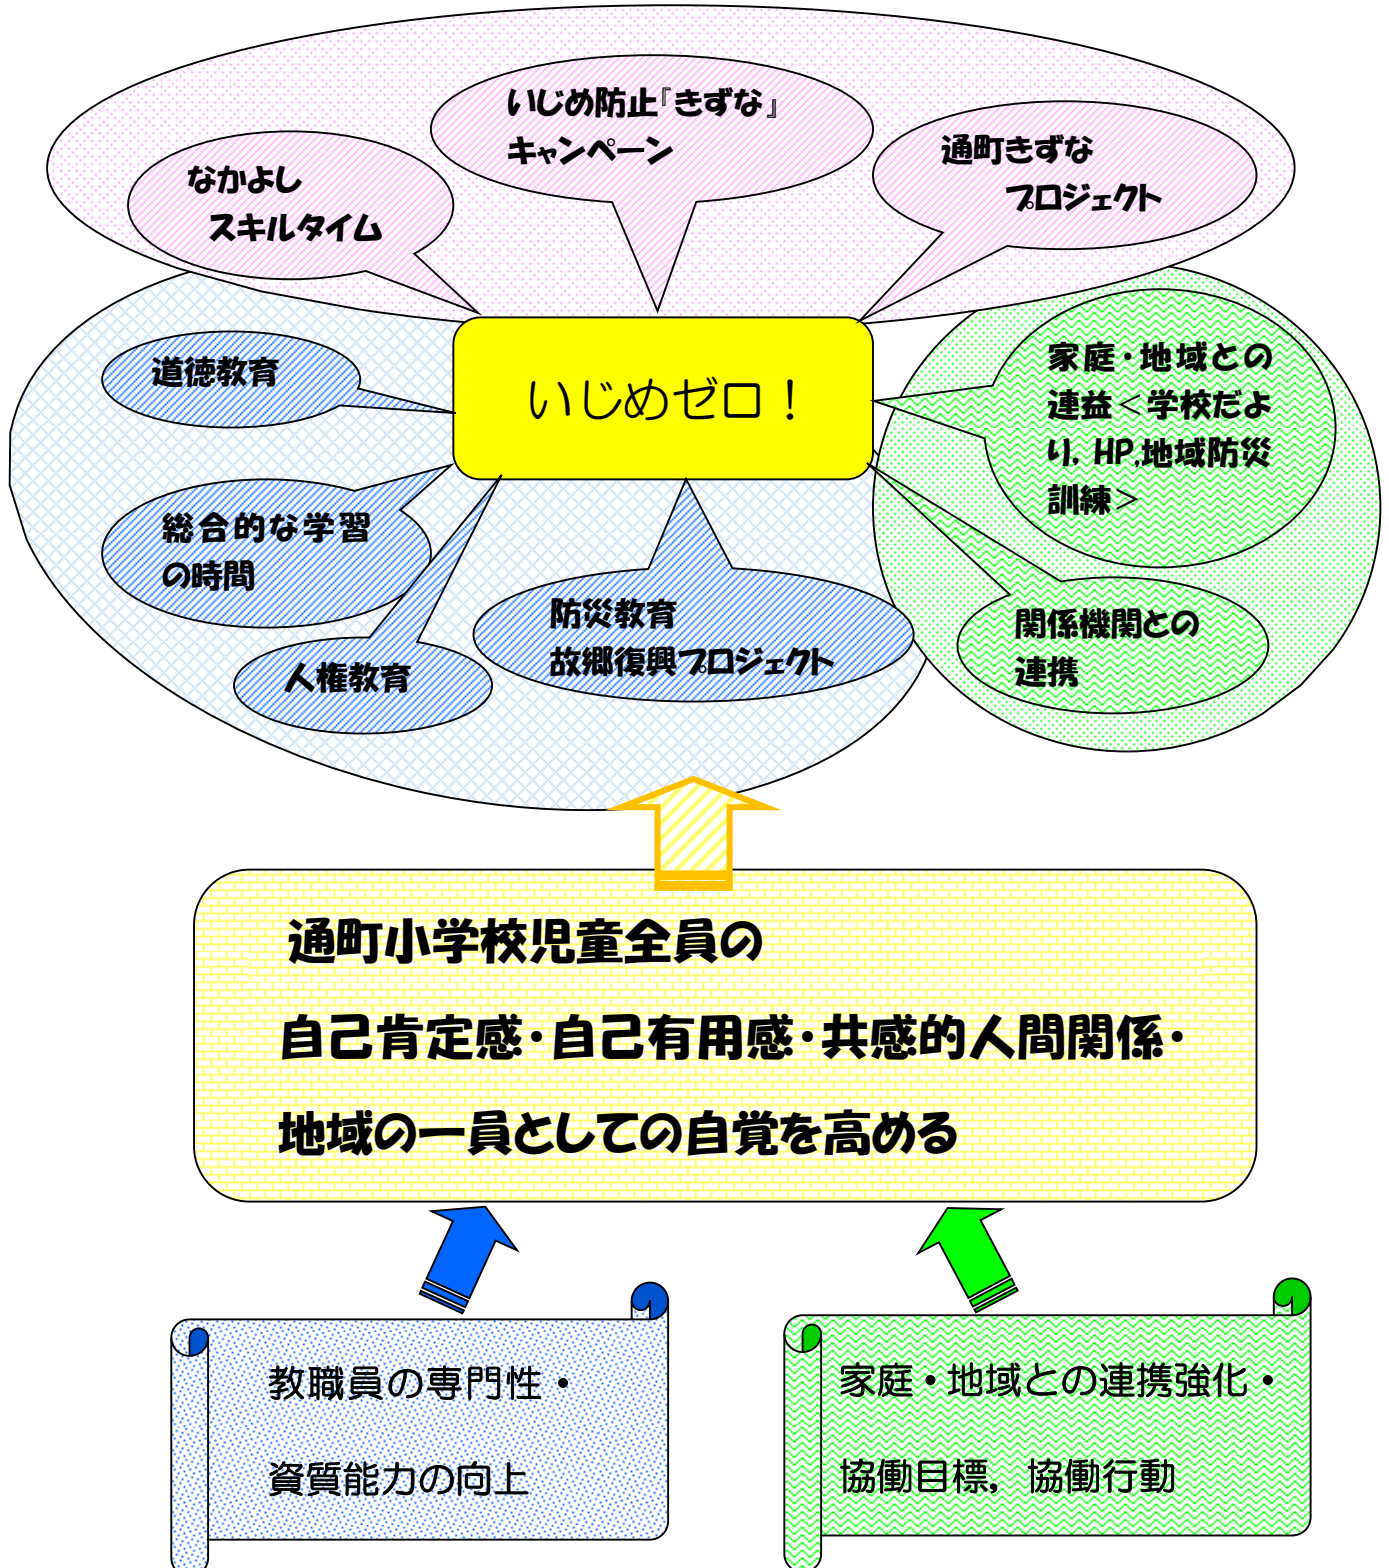 いじめ防止『きずな』
キャンペーン
通町きずな
プロジェクト
なかよし
スキルタイム
いじめゼロ！
道徳教育
家庭・地域との
連益＜学校だよ
り，HP,地域防災
訓練＞
総合的な学習
の時間
防災教育
故郷復興プロジェクト
関係機関との
連携
人権教育
通町小学校児童全員の
自己肯定感・自己有用感・共感的人間関係・
地域の一員としての自覚を高める
教職員の専門性・
資質能力の向上
家庭・地域との連携強化・
協働目標，協働行動